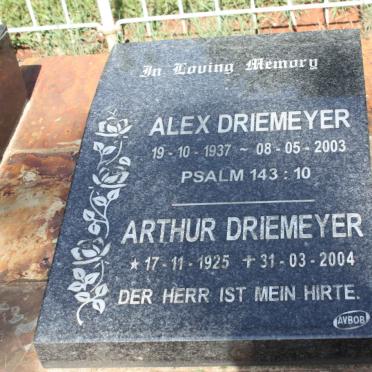 In Loving Memory
ALEX DRIEMEYER
19-10-1937 ~ 08-05-2003
PSALM 143 : 10
ARTHUR DRIEMEYER
★ 17-11-1925 ✝ 31-03-2004
DER HERR IST MEIN HIRTE.
AVBOB